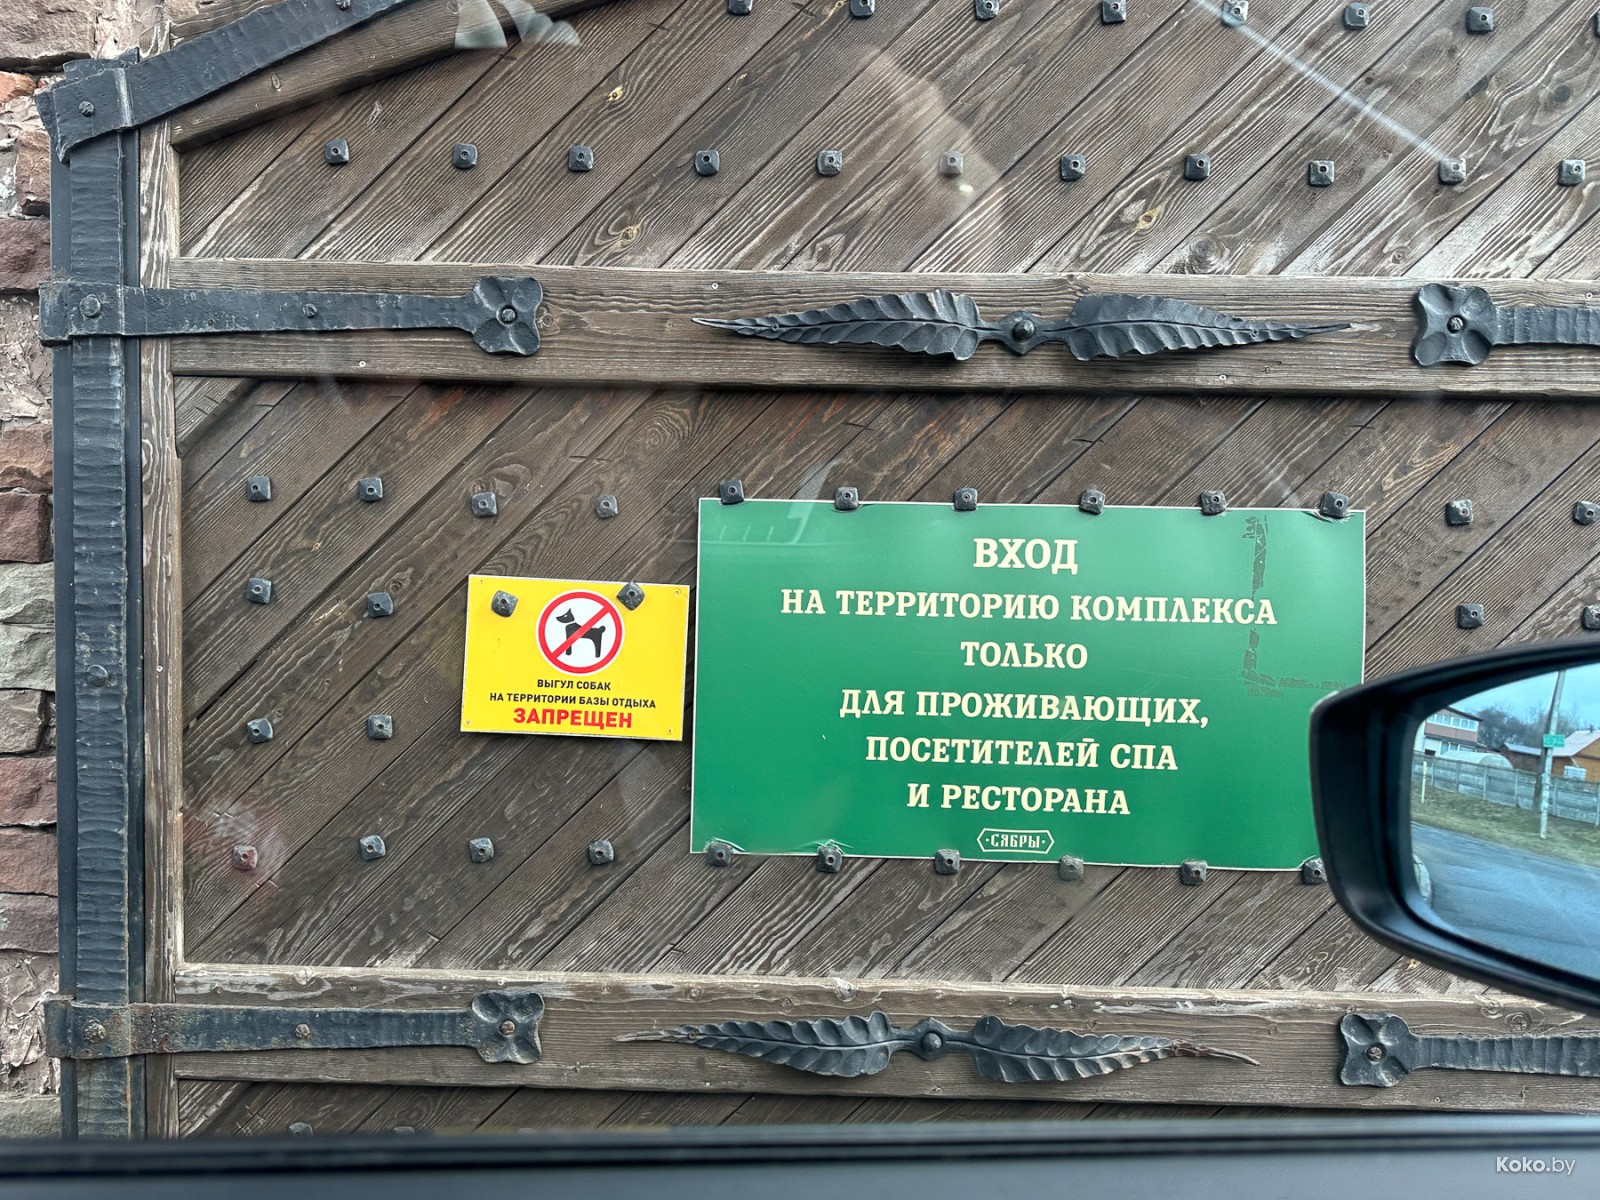 ВЫГУЛ СОБАК
НА ТЕРРИТОРИИ БАЗЫ ОТДЫХА
ЗАПРЕЩЕН
ВХОД
НА ТЕРРИТОРИЮ КОМПЛЕКСА
ТОЛЬКО
ДЛЯ ПРОЖИВАЮЩИХ,
ПОСЕТИТЕЛЕЙ СПА
И РЕСТОРАНА
·СЯБРЫ·
Koko.by